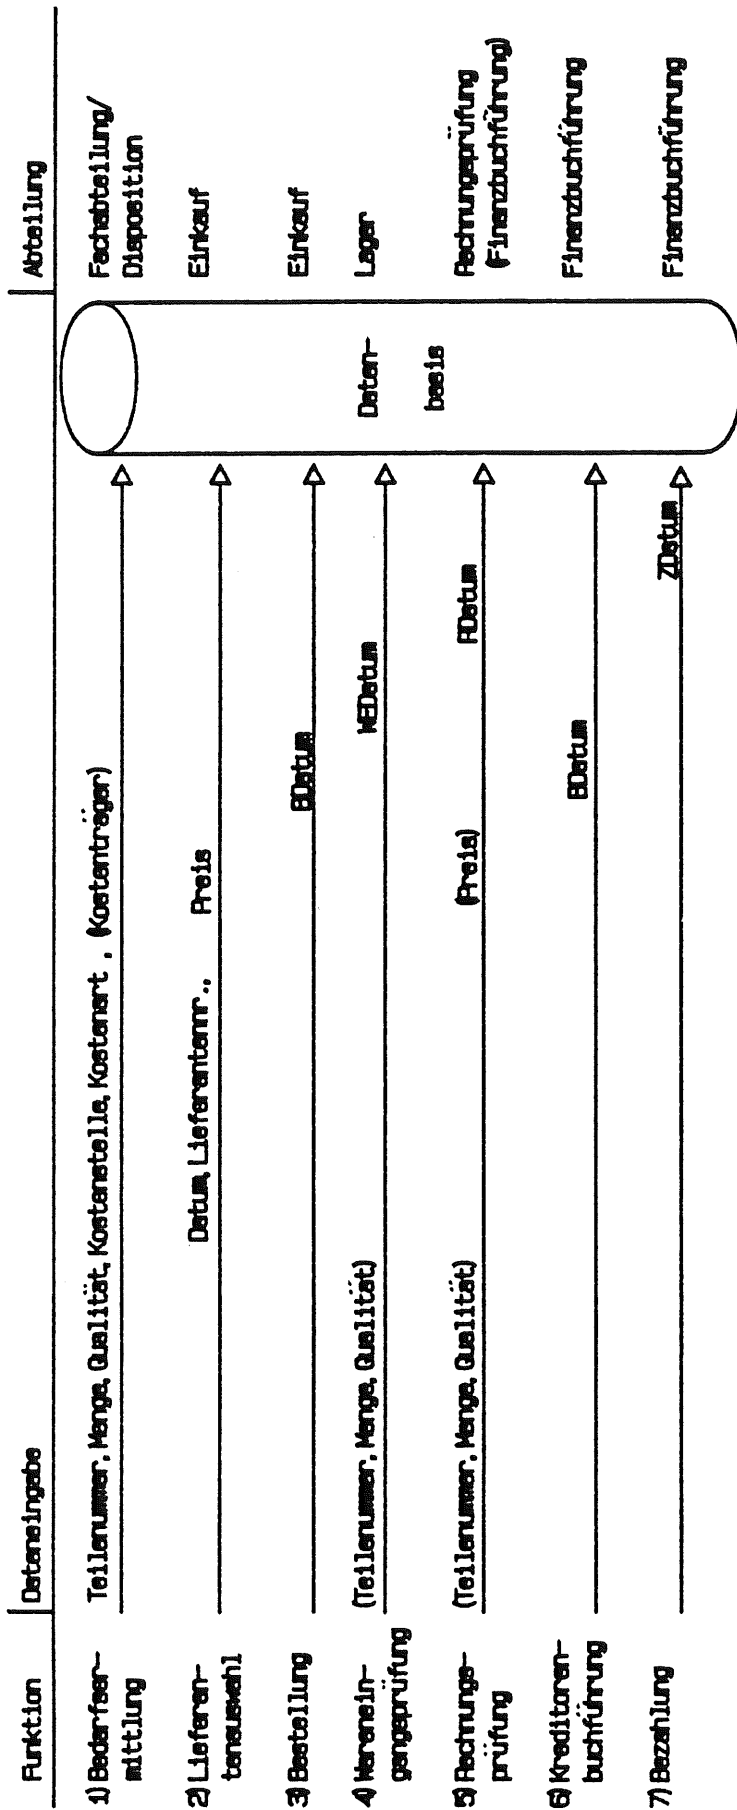 Funktion
Dateneingabe
Abteilung
1) Bedarfser-
mittlung
Teilenummer, Menge, Qualität, Kostenstelle, Kostenart , (Kostenträger)
Fachabteilung/
Disposition
2) Lieferan-
tenauswahl
Datum, Lieferantennr., Preis
Einkauf
3) Bestellung
BDatum
Einkauf
4) Warenein-
gangsprüfung
(Teilenummer, Menge, Qualität)
WEDatum
Daten-
basis
Lager
5) Rechnungs-
prüfung
(Teilenummer, Menge, Qualität)
(Preis)
RDatum
Rechnungsprüfung
(Finanzbuchführung)
6) Kreditoren-
buchführung
BDatum
Finanzbuchführung
7) Bezahlung
ZDatum
Finanzbuchführung